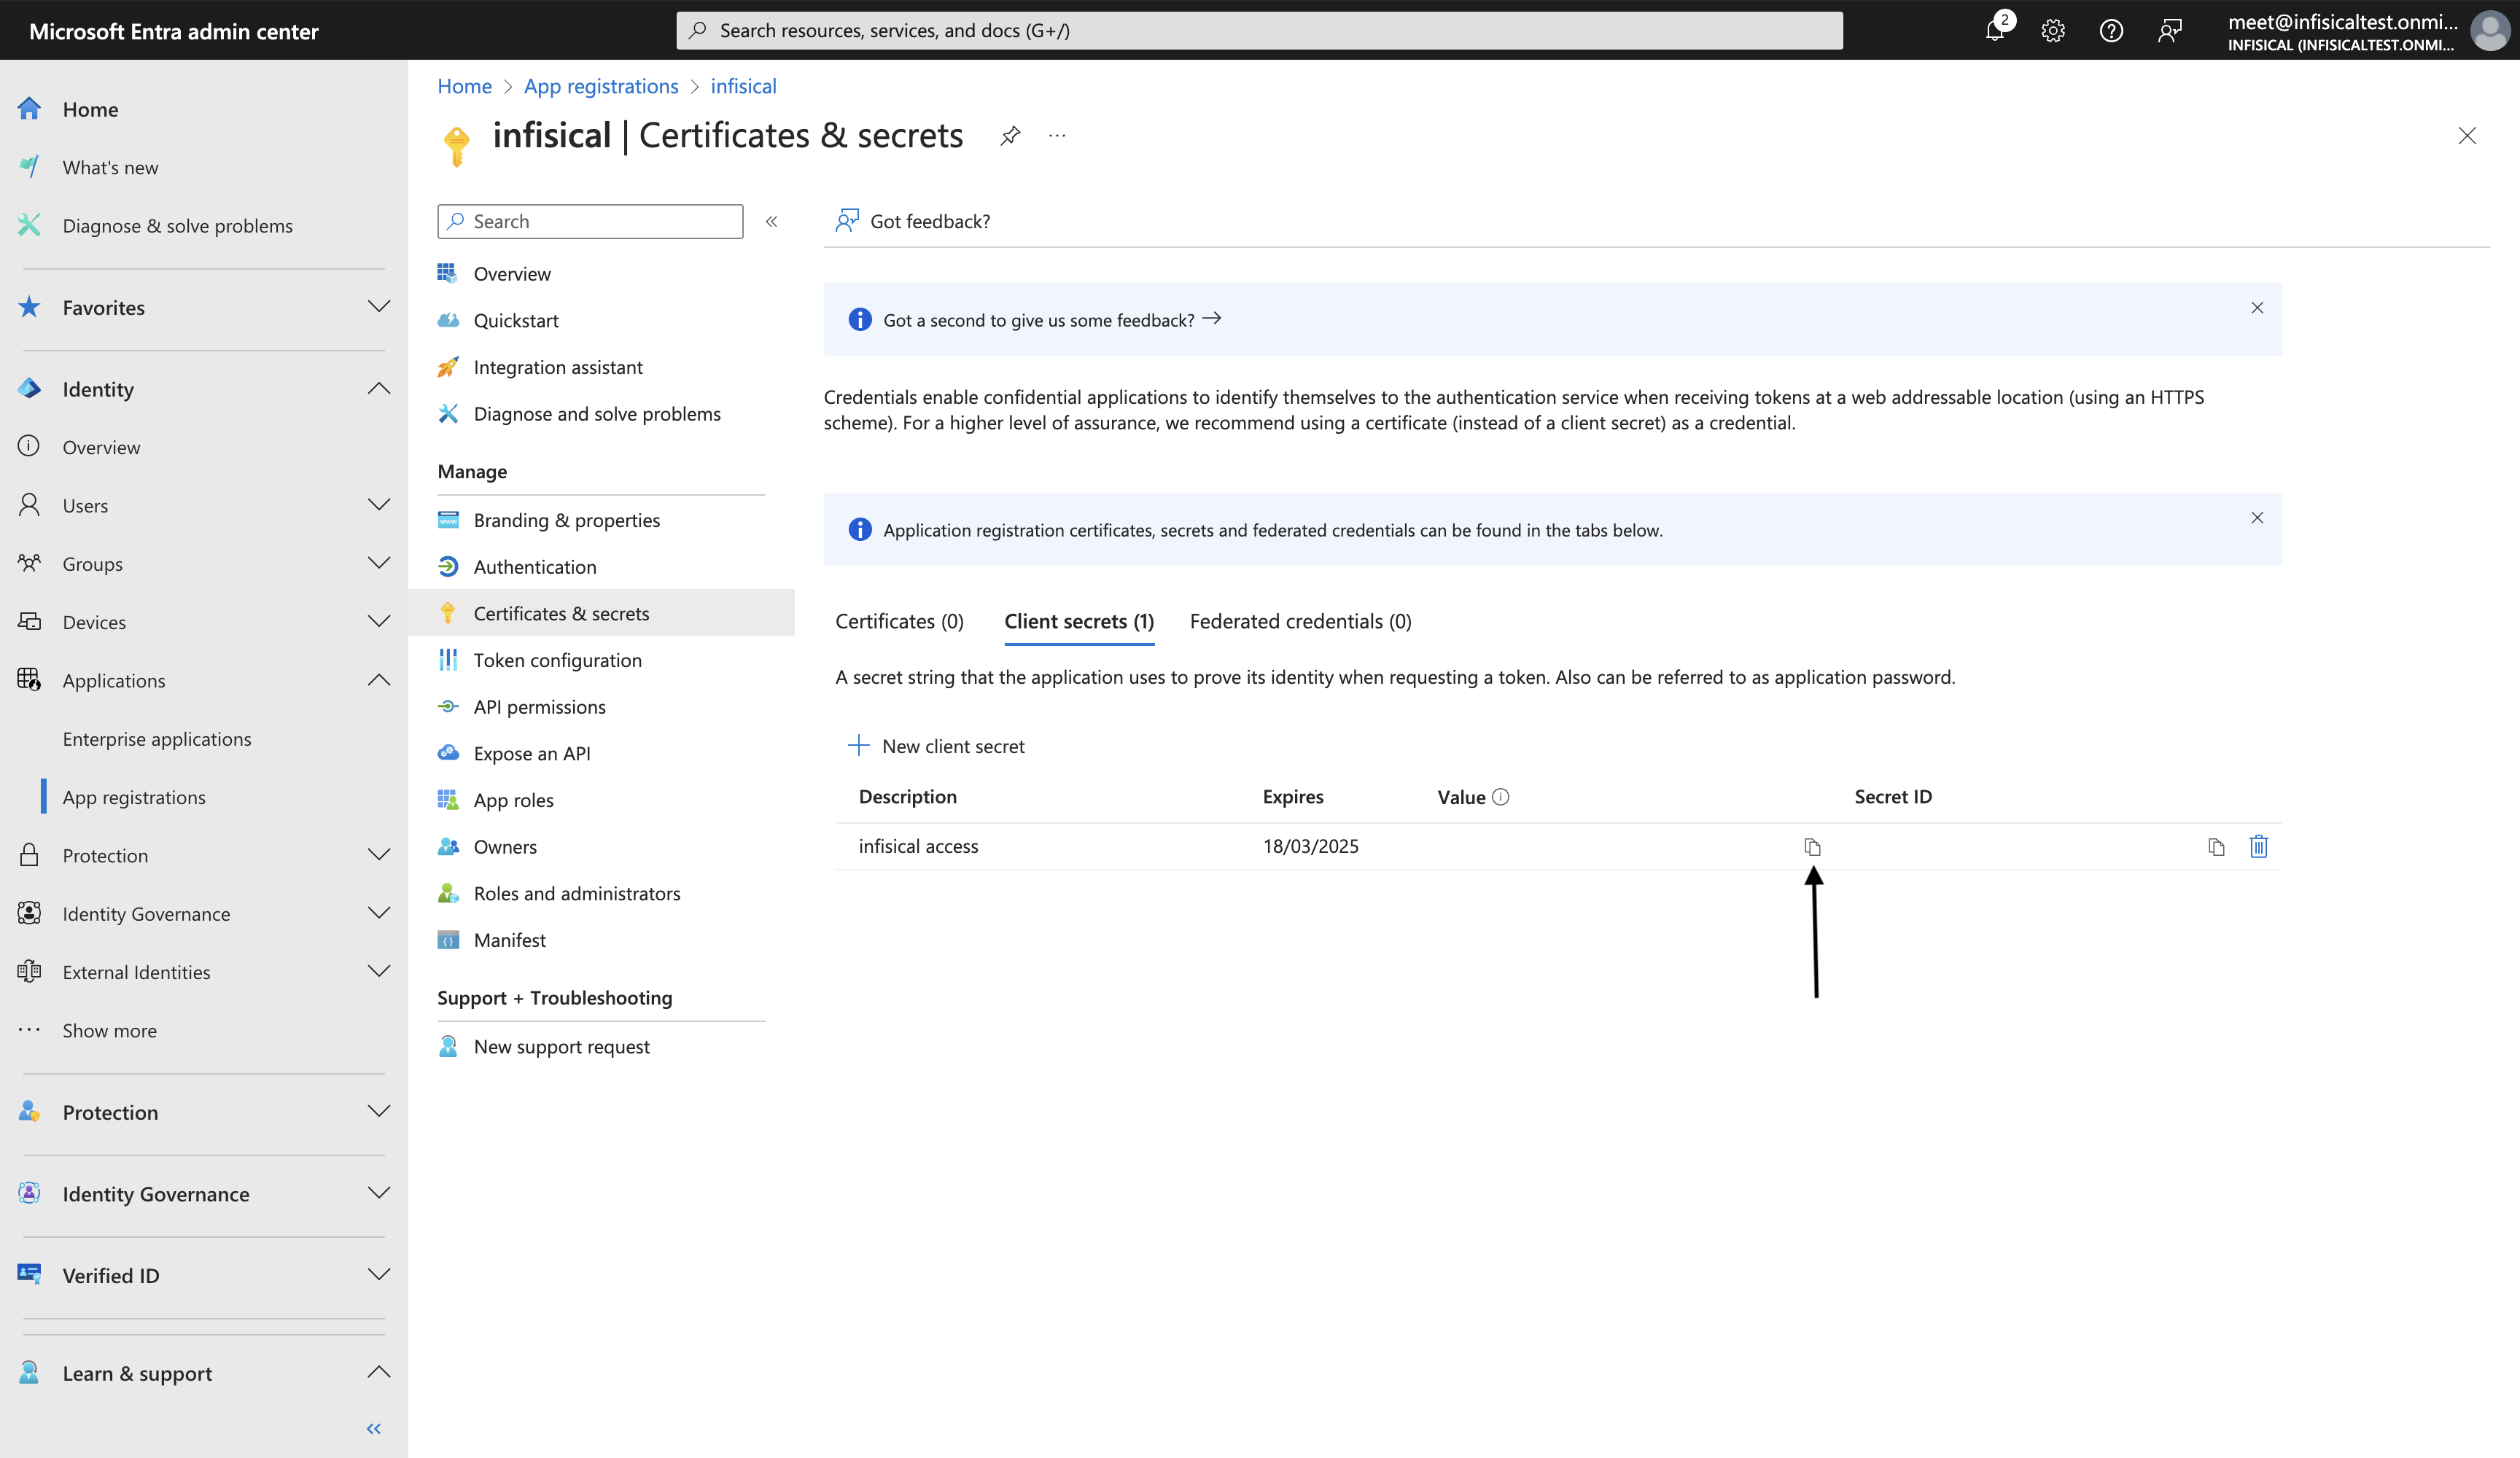 Microsoft Entra admin center
Search resources, services, and docs (G+/)
2
meet@infisicaltest.onmi...
INFISICAL (INFISICALTEST.ONMI...
Home
What's new
Diagnose & solve problems
Favorites
Identity
Overview
Users
Groups
Devices
Applications
Enterprise applications
App registrations
Protection
Identity Governance
External Identities
Show more
Protection
Identity Governance
Verified ID
Learn & support
Home > App registrations > infisical
infisical | Certificates & secrets
Search
Overview
Quickstart
Integration assistant
Diagnose and solve problems
Manage
Branding & properties
Authentication
Certificates & secrets
Token configuration
API permissions
Expose an API
App roles
Owners
Roles and administrators
Manifest
Support + Troubleshooting
New support request
Got feedback?
Got a second to give us some feedback?
Credentials enable confidential applications to identify themselves to the authentication service when receiving tokens at a web addressable location (using an HTTPS
scheme). For a higher level of assurance, we recommend using a certificate (instead of a client secret) as a credential.
Application registration certificates, secrets and federated credentials can be found in the tabs below.
Certificates (0) Client secrets (1) Federated credentials (0)
A secret string that the application uses to prove its identity when requesting a token. Also can be referred to as application password.
New client secret
Description Expires Value Secret ID
infisical access 18/03/2025